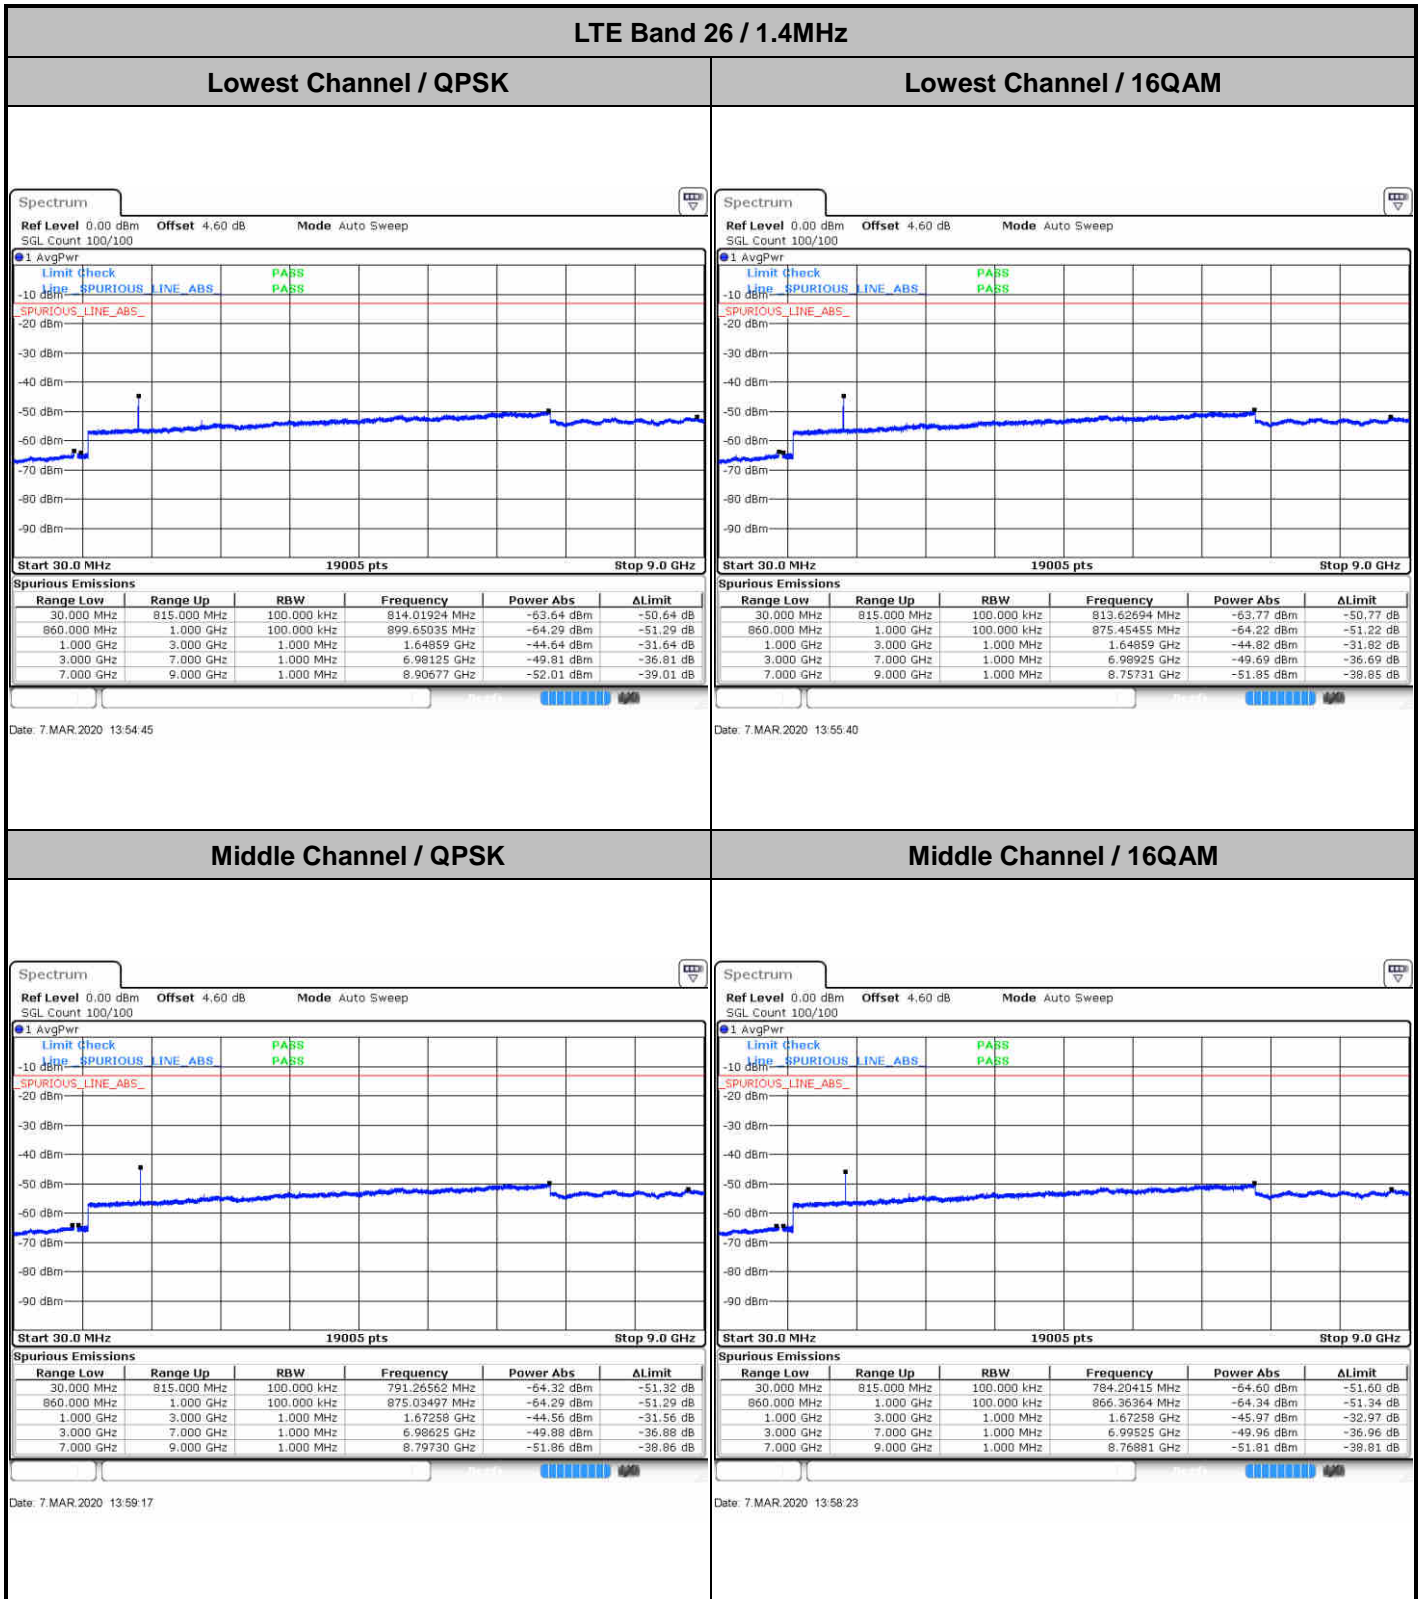 LTE Band 26 / 1.4MHz
Lowest Channel / QPSK
Lowest Channel / 16QAM
Spectrum
Ref Level 0.00 dBm Offset 4.60 dB Mode Auto Sweep
SGL Count 100/100
1 AvgPwr
Limit Check PASS
Line _SPURIOUS_LINE_ABS_ PASS
-10 dBm
_SPURIOUS_LINE_ABS_
-20 dBm
-30 dBm
-40 dBm
-50 dBm
-60 dBm
-70 dBm
-80 dBm
-90 dBm
Start 30.0 MHz 19005 pts Stop 9.0 GHz
Spurious Emissions
Range Low Range Up RBW Frequency Power Abs ΔLimit
30.000 MHz 815.000 MHz 100.000 kHz 814.01924 MHz -63.64 dBm -50.64 dB
860.000 MHz 1.000 GHz 100.000 kHz 899.65035 MHz -64.29 dBm -51.29 dB
1.000 GHz 3.000 GHz 1.000 MHz 1.64859 GHz -44.64 dBm -31.64 dB
3.000 GHz 7.000 GHz 1.000 MHz 6.98125 GHz -49.81 dBm -36.81 dB
7.000 GHz 9.000 GHz 1.000 MHz 8.90677 GHz -52.01 dBm -39.01 dB
Date: 7.MAR.2020 13:54:45
Spectrum
Ref Level 0.00 dBm Offset 4.60 dB Mode Auto Sweep
SGL Count 100/100
1 AvgPwr
Limit Check PASS
Line _SPURIOUS_LINE_ABS_ PASS
-10 dBm
_SPURIOUS_LINE_ABS_
-20 dBm
-30 dBm
-40 dBm
-50 dBm
-60 dBm
-70 dBm
-80 dBm
-90 dBm
Start 30.0 MHz 19005 pts Stop 9.0 GHz
Spurious Emissions
Range Low Range Up RBW Frequency Power Abs ΔLimit
30.000 MHz 815.000 MHz 100.000 kHz 813.62694 MHz -63.77 dBm -50.77 dB
860.000 MHz 1.000 GHz 100.000 kHz 875.45455 MHz -64.22 dBm -51.22 dB
1.000 GHz 3.000 GHz 1.000 MHz 1.64859 GHz -44.82 dBm -31.82 dB
3.000 GHz 7.000 GHz 1.000 MHz 6.98925 GHz -49.69 dBm -36.69 dB
7.000 GHz 9.000 GHz 1.000 MHz 8.75731 GHz -51.85 dBm -38.85 dB
Date: 7.MAR.2020 13:55:40
Middle Channel / QPSK
Middle Channel / 16QAM
Spectrum
Ref Level 0.00 dBm Offset 4.60 dB Mode Auto Sweep
SGL Count 100/100
1 AvgPwr
Limit Check PASS
Line _SPURIOUS_LINE_ABS_ PASS
-10 dBm
_SPURIOUS_LINE_ABS_
-20 dBm
-30 dBm
-40 dBm
-50 dBm
-60 dBm
-70 dBm
-80 dBm
-90 dBm
Start 30.0 MHz 19005 pts Stop 9.0 GHz
Spurious Emissions
Range Low Range Up RBW Frequency Power Abs ΔLimit
30.000 MHz 815.000 MHz 100.000 kHz 791.26562 MHz -64.32 dBm -51.32 dB
860.000 MHz 1.000 GHz 100.000 kHz 875.03497 MHz -64.29 dBm -51.29 dB
1.000 GHz 3.000 GHz 1.000 MHz 1.67258 GHz -44.56 dBm -31.56 dB
3.000 GHz 7.000 GHz 1.000 MHz 6.98625 GHz -49.88 dBm -36.88 dB
7.000 GHz 9.000 GHz 1.000 MHz 8.79730 GHz -51.86 dBm -38.86 dB
Date: 7.MAR.2020 13:59:17
Spectrum
Ref Level 0.00 dBm Offset 4.60 dB Mode Auto Sweep
SGL Count 100/100
1 AvgPwr
Limit Check PASS
Line _SPURIOUS_LINE_ABS_ PASS
-10 dBm
_SPURIOUS_LINE_ABS_
-20 dBm
-30 dBm
-40 dBm
-50 dBm
-60 dBm
-70 dBm
-80 dBm
-90 dBm
Start 30.0 MHz 19005 pts Stop 9.0 GHz
Spurious Emissions
Range Low Range Up RBW Frequency Power Abs ΔLimit
30.000 MHz 815.000 MHz 100.000 kHz 784.20415 MHz -64.60 dBm -51.60 dB
860.000 MHz 1.000 GHz 100.000 kHz 866.36364 MHz -64.34 dBm -51.34 dB
1.000 GHz 3.000 GHz 1.000 MHz 1.67258 GHz -45.97 dBm -32.97 dB
3.000 GHz 7.000 GHz 1.000 MHz 6.99525 GHz -49.96 dBm -36.96 dB
7.000 GHz 9.000 GHz 1.000 MHz 8.76881 GHz -51.81 dBm -38.81 dB
Date: 7.MAR.2020 13:58:23